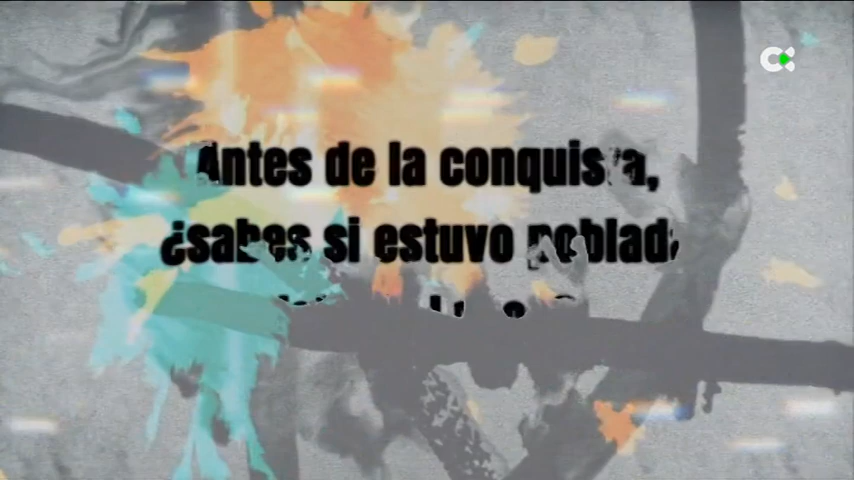 Antes de la conquista,
¿sabes si estuvo poblada